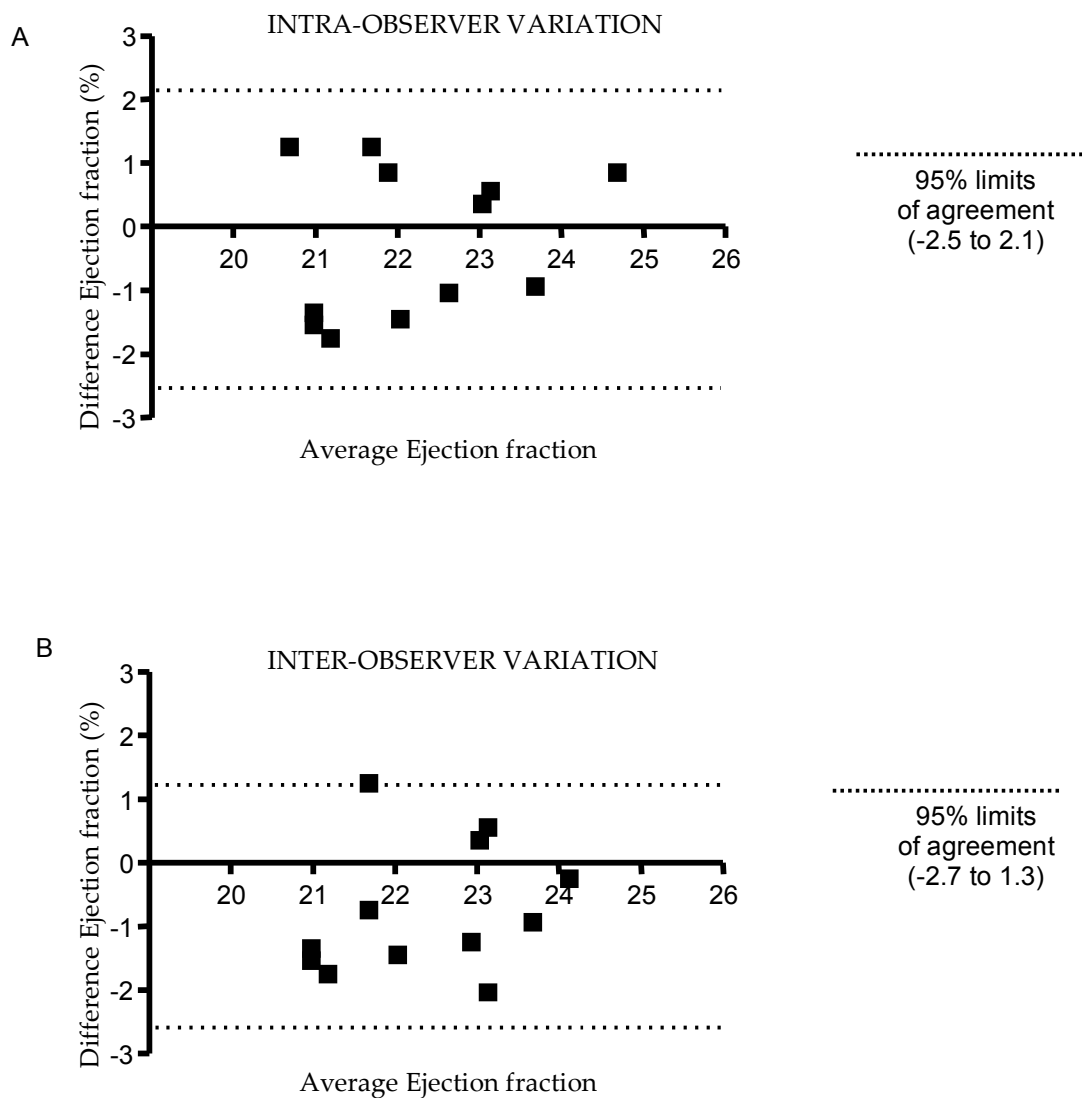 A
INTRA-OBSERVER VARIATION
Difference Ejection fraction (%)
3
2
1
0
-1
-2
-3
20 21 22 23 24 25 26
Average Ejection fraction
95% limits
of agreement
(-2.5 to 2.1)
B
INTER-OBSERVER VARIATION
Difference Ejection fraction (%)
3
2
1
0
-1
-2
-3
20 21 22 23 24 25 26
Average Ejection fraction
95% limits
of agreement
(-2.7 to 1.3)